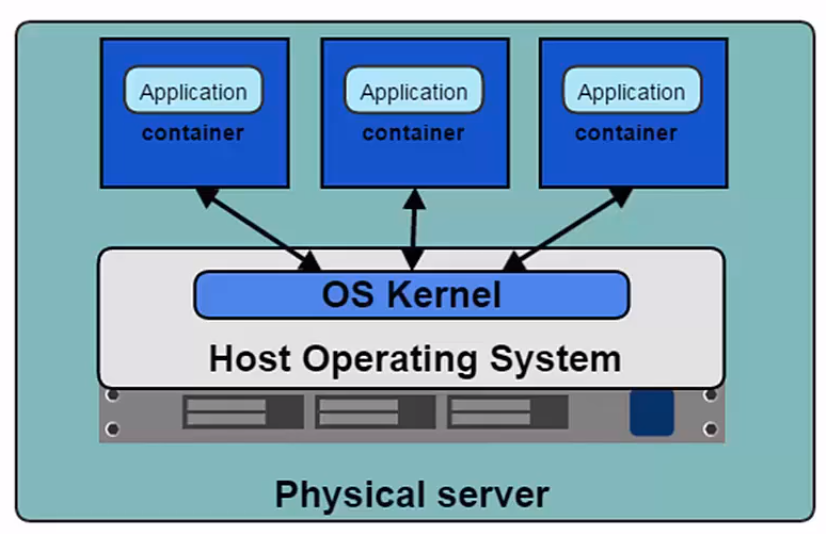 Application
container
Application
container
Application
container
OS Kernel
Host Operating System
Physical server